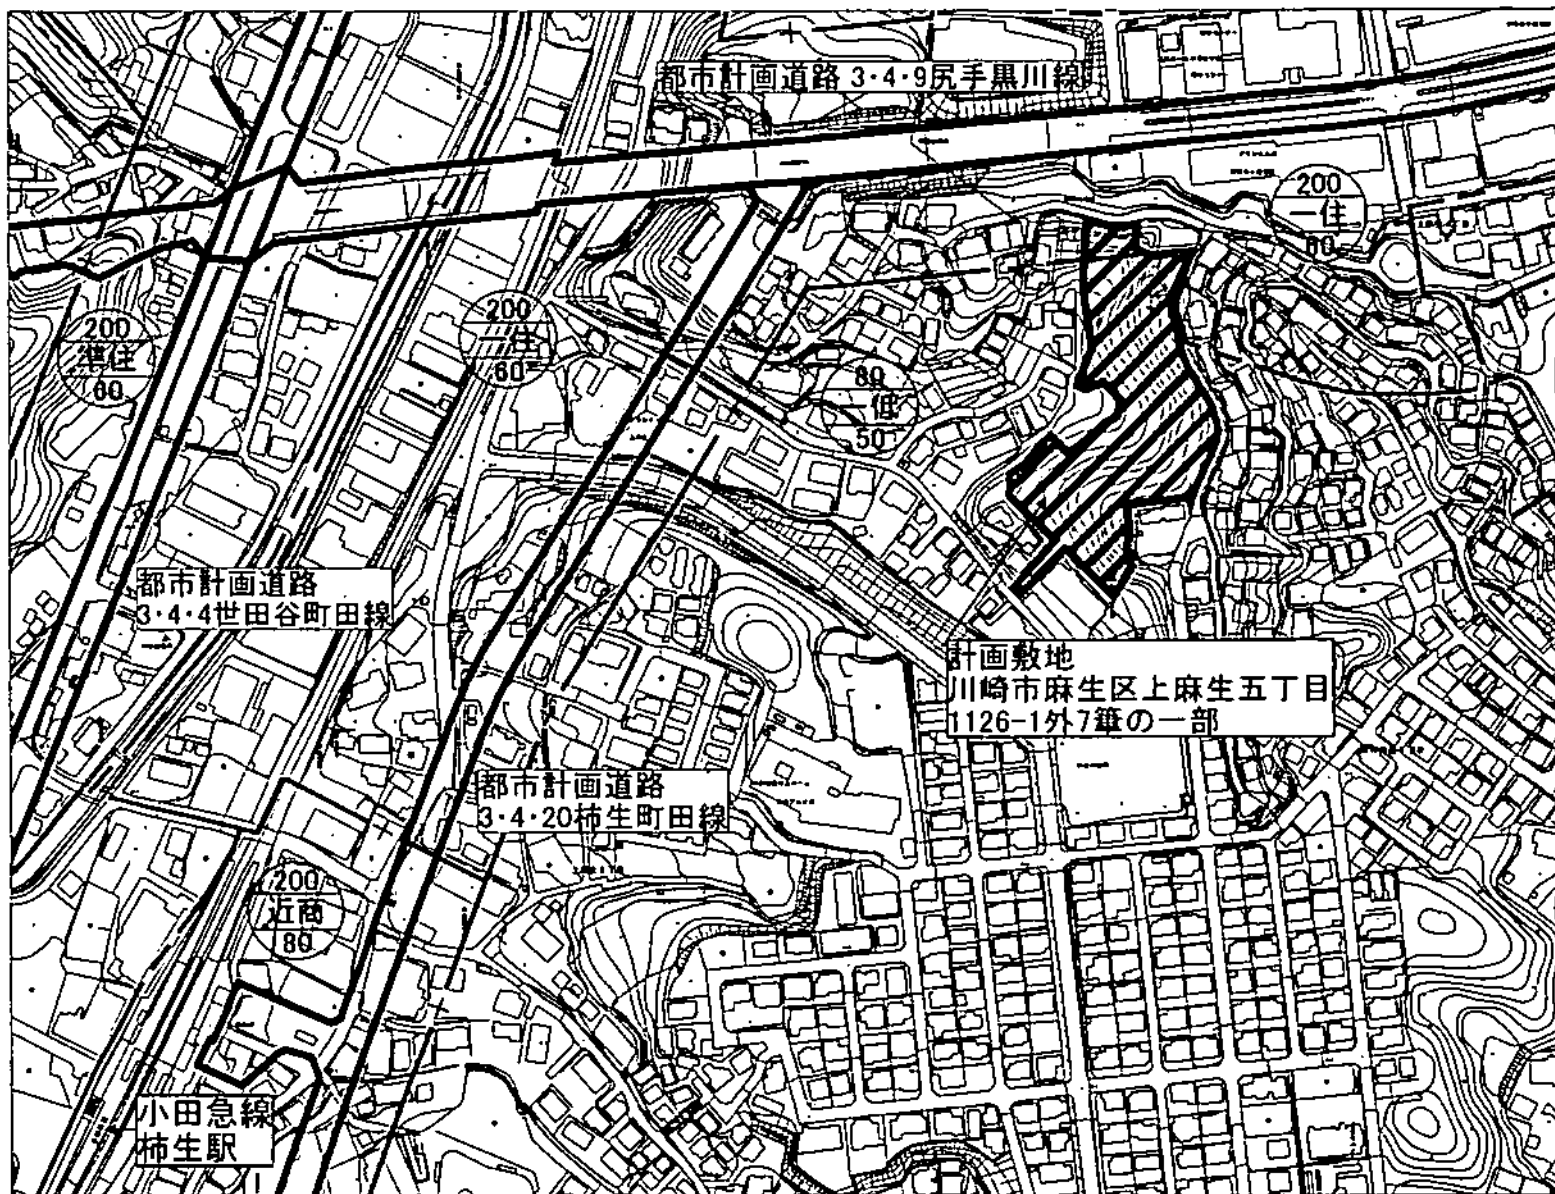 都市計画道路 3・4・9尻手黒川線
200
一住
60
200
準住
60
200
一住
60
80
一低
50
都市計画道路
3・4・4世田谷町田線
計画敷地
川崎市麻生区上麻生五丁目
1126-1外7筆の一部
都市計画道路
3・4・20柿生町田線
200
近商
80
小田急線
柿生駅